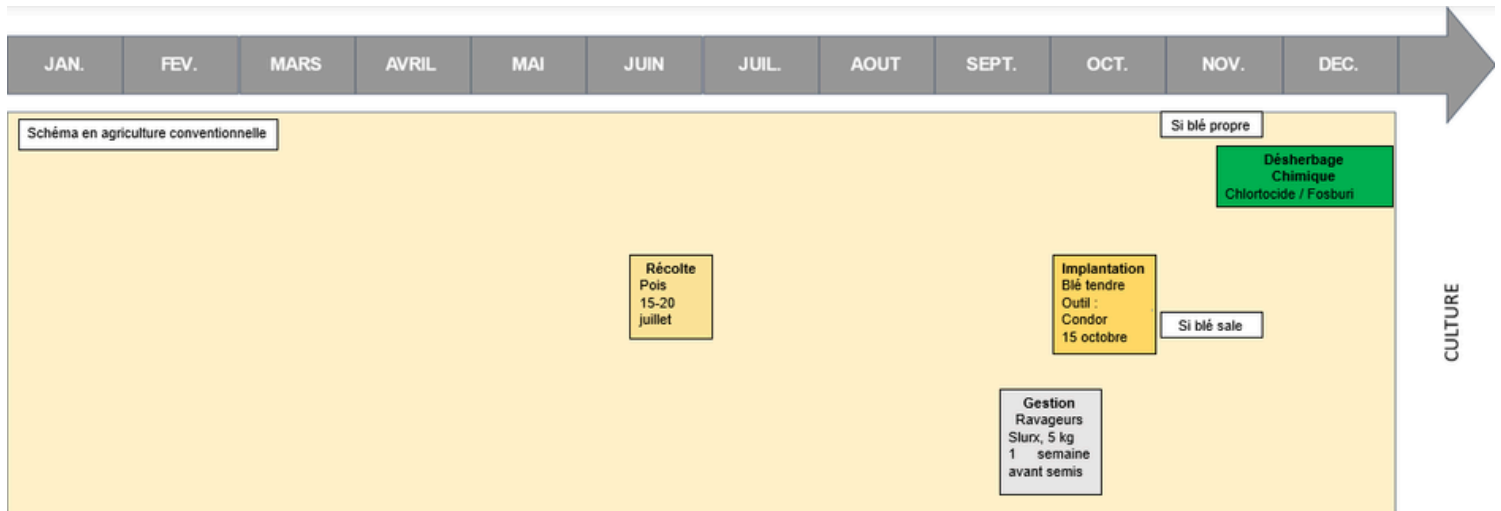 JAN. FEV. MARS AVRIL MAI JUIN JUIL. AOUT SEPT. OCT. NOV. DEC.
Schéma en agriculture conventionnelle
Si blé propre
Désherbage
Chimique
Chlortocide / Fosburi
Récolte
Pois
15-20
juillet
Implantation
Blé tendre
Outil :
Condor
15 octobre
Si blé sale
Gestion
Ravageurs
Slurx, 5 kg
1 semaine
avant semis
CULTURE